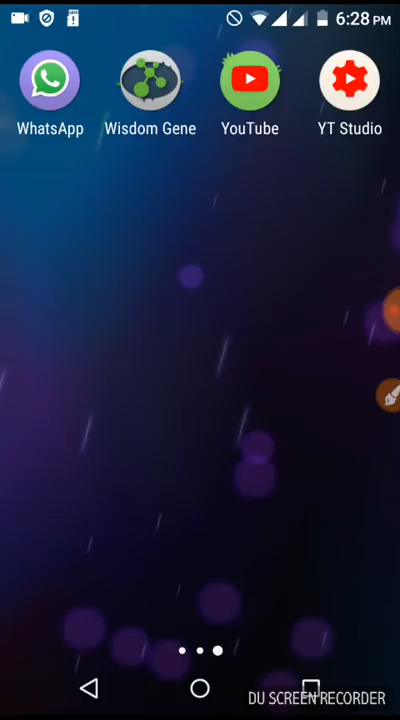 6:28 PM
WhatsApp
Wisdom Gene
YouTube
YT Studio
DU SCREEN RECORDER